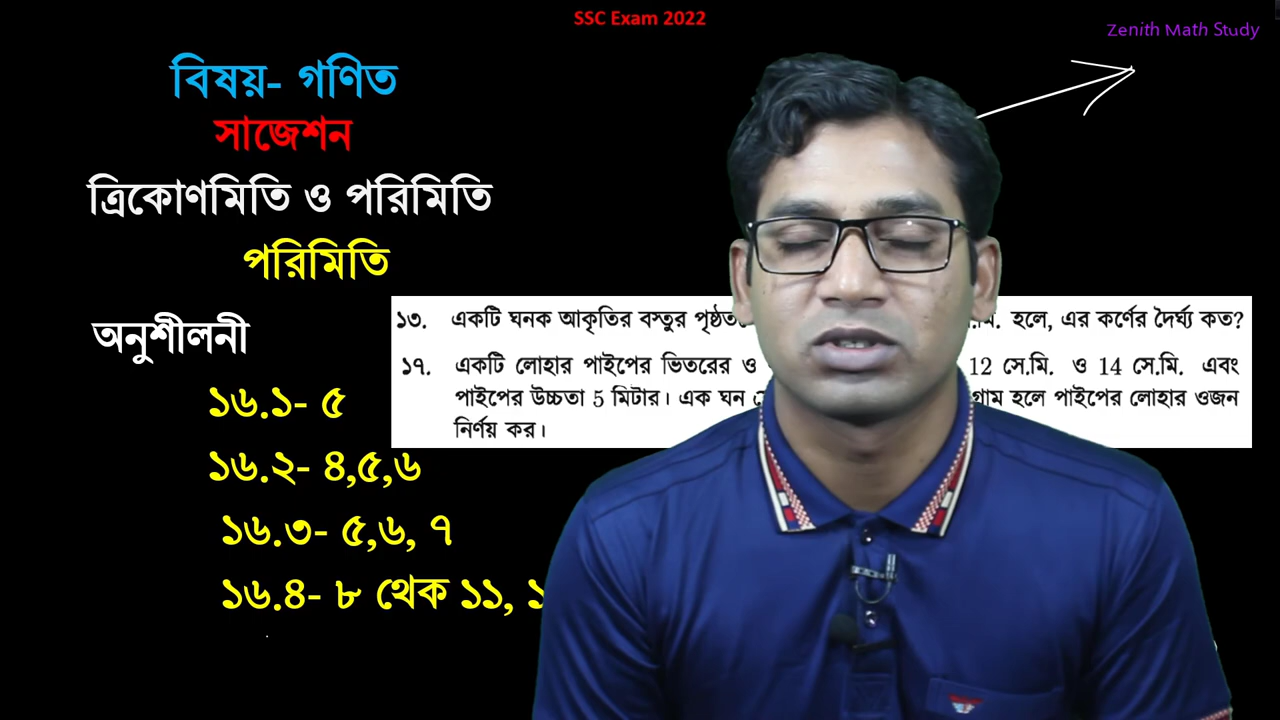 SSC Exam 2022
Zenith Math Study
বিষয়- গণিত
সাজেশন
ত্রিকোণমিতি ও পরিমিতি
পরিমিতি
অনুশীলনী
১৬.১- ৫
১৬.২- ৪,৫,৬
১৬.৩- ৫,৬, ৭
১৬.৪- ৮ থেক ১১,
১৩. একটি ঘনক আকৃতির বস্তুর হলে, এর কর্ণের দৈর্ঘ্য কত?
১৭. একটি লোহার পাইপের ভিতরের ও 12 সে.মি. ও 14 সে.মি. এবং
পাইপের উচ্চতা 5 মিটার। এক ঘন হলে পাইপের লোহার ওজন
নির্ণয় কর।